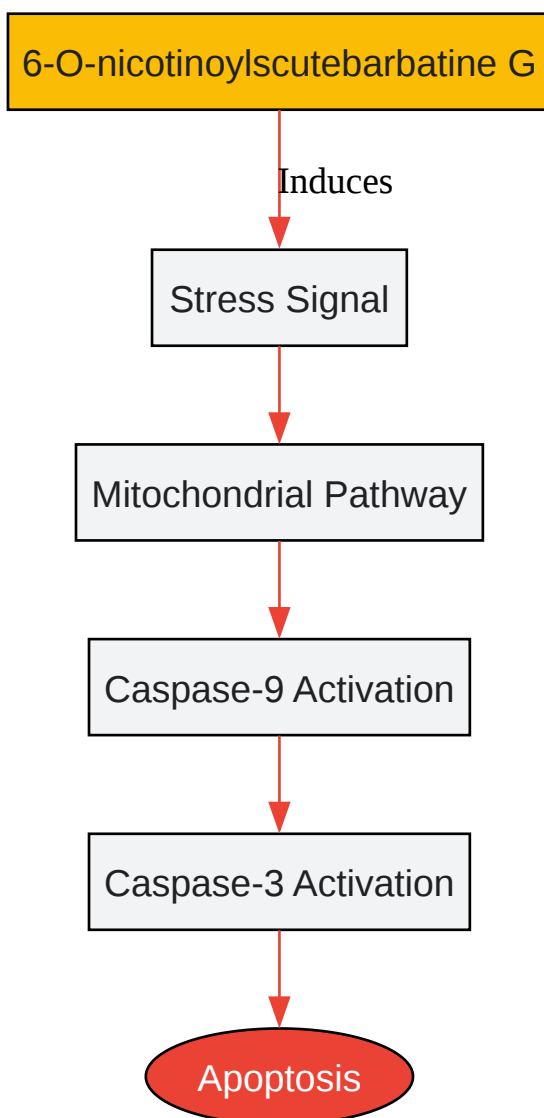 6-O-nicotinoylscutebarbatine G
Induces
Stress Signal
Mitochondrial Pathway
Caspase-9 Activation
Caspase-3 Activation
Apoptosis